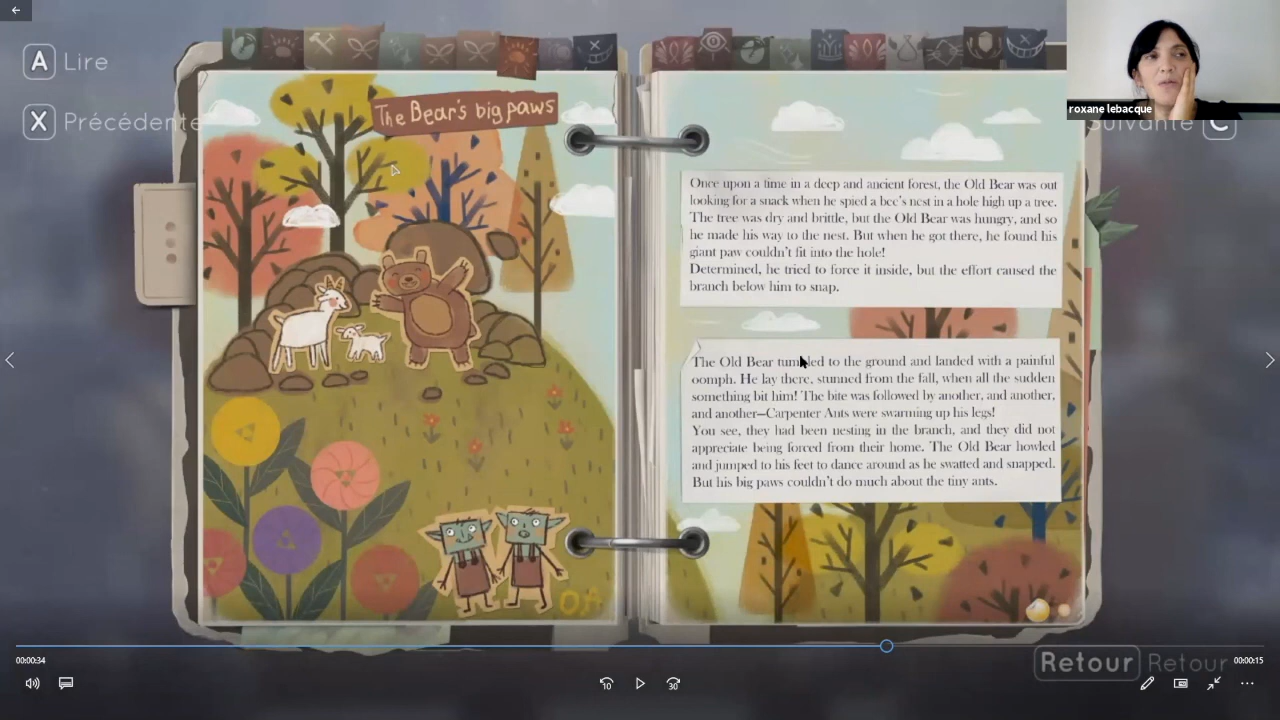 A Lire
X Précédente
roxane lebacque
Suivante C
The Bear's big paws
Once upon a time in a deep and ancient forest, the Old Bear was out
looking for a snack when he spied a bee's nest in a hole high up a tree.
The tree was dry and brittle, but the Old Bear was hungry, and so
he made his way to the nest. But when he got there, he found his
giant paw couldn't fit into the hole!
Determined, he tried to force it inside, but the effort caused the
branch below him to snap.
The Old Bear tumbled to the ground and landed with a painful
oomph. He lay there, stunned from the fall, when all the sudden
something bit him! The bite was followed by another, and another,
and another—Carpenter Ants were swarming up his legs!
You see, they had been nesting in the branch, and they did not
appreciate being forced from their home. The Old Bear howled
and jumped to his feet to dance around as he swatted and snapped.
But his big paws couldn't do much about the tiny ants.
00:00:34
Retour Retour
00:00:15
10
30